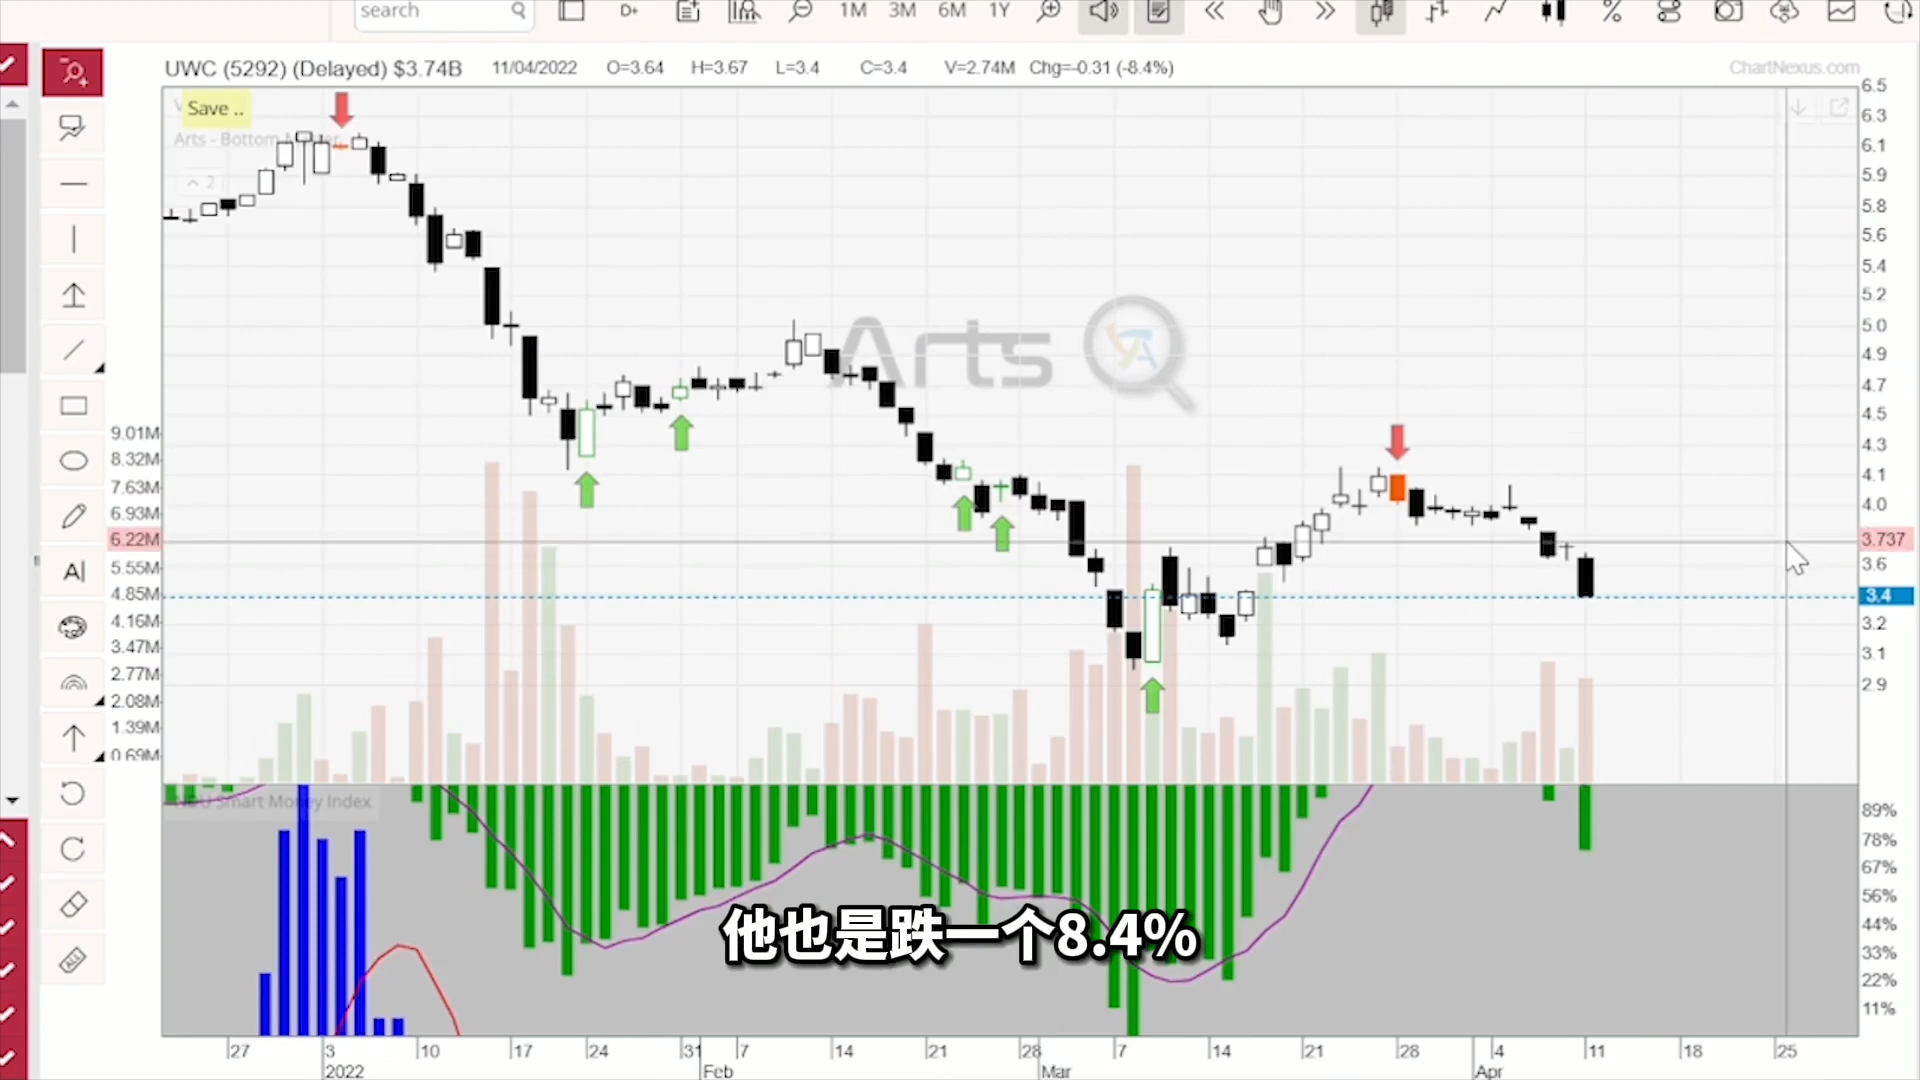 search
D+
1M 3M 6M 1Y
%
UWC (5292) (Delayed) $3.74B 11/04/2022 O=3.64 H=3.67 L=3.4 C=3.4 V=2.74M Chg=-0.31 (-8.4%)
ChartNexus.com
Save ..
Arts - Bottom
2
Arts
A|
6.5
6.3
6.1
5.9
5.8
5.6
5.4
5.2
5.0
4.9
4.7
4.5
4.3
4.1
4.0
3.737
3.6
3.4
3.2
3.1
2.9
9.01M
8.32M
7.63M
6.93M
6.22M
5.55M
4.85M
4.16M
3.47M
2.77M
2.08M
1.39M
0.69M
Smart Money Index
89%
78%
67%
56%
44%
33%
22%
11%
他也是跌一个8.4%
27 3 10 17 24 31 7 14 21 28 7 14 21 28 4 11 18 25
2022 Feb Mar Apr